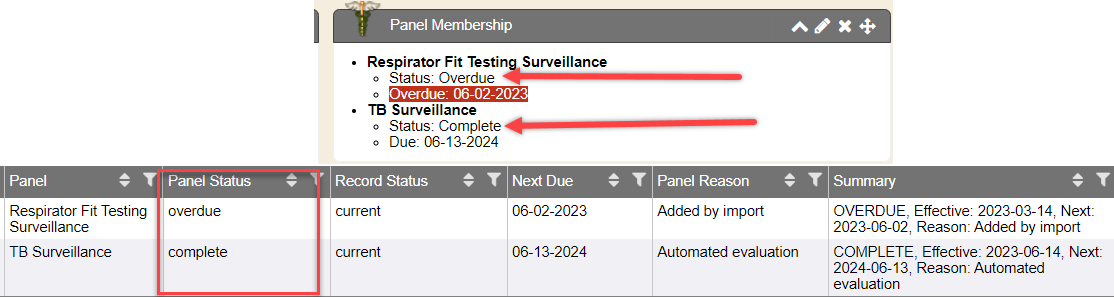 Panel Membership
Respirator Fit Testing Surveillance
Status: Overdue
Overdue: 06-02-2023
TB Surveillance
Status: Complete
Due: 06-13-2024
Panel Panel Status Record Status Next Due Panel Reason Summary
Respirator Fit Testing Surveillance overdue current 06-02-2023 Added by import OVERDUE, Effective: 2023-03-14, Next: 2023-06-02, Reason: Added by import
TB Surveillance complete current 06-13-2024 Automated evaluation COMPLETE, Effective: 2023-06-14, Next: 2024-06-13, Reason: Automated evaluation